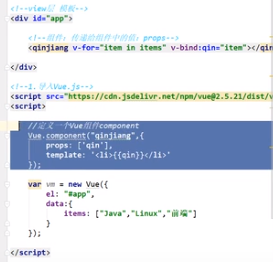 <!--view层 模板-->
<div id="app">
<!--组件：传递给组件中的值：props-->
<qinjiang v-for="item in items" v-bind:qin="item"></qin
</div>
<!--1.导入Vue.js-->
<script src="https://cdn.jsdelivr.net/npm/vue@2.5.21/dist/v
<script>
//定义一个Vue组件component
Vue.component("qinjiang",{
props: ['qin'],
template: '<li>{{qin}}</li>'
});
var vm = new Vue({
el: "#app",
data:{
items: ["Java","Linux","前端"]
}
});
</script>